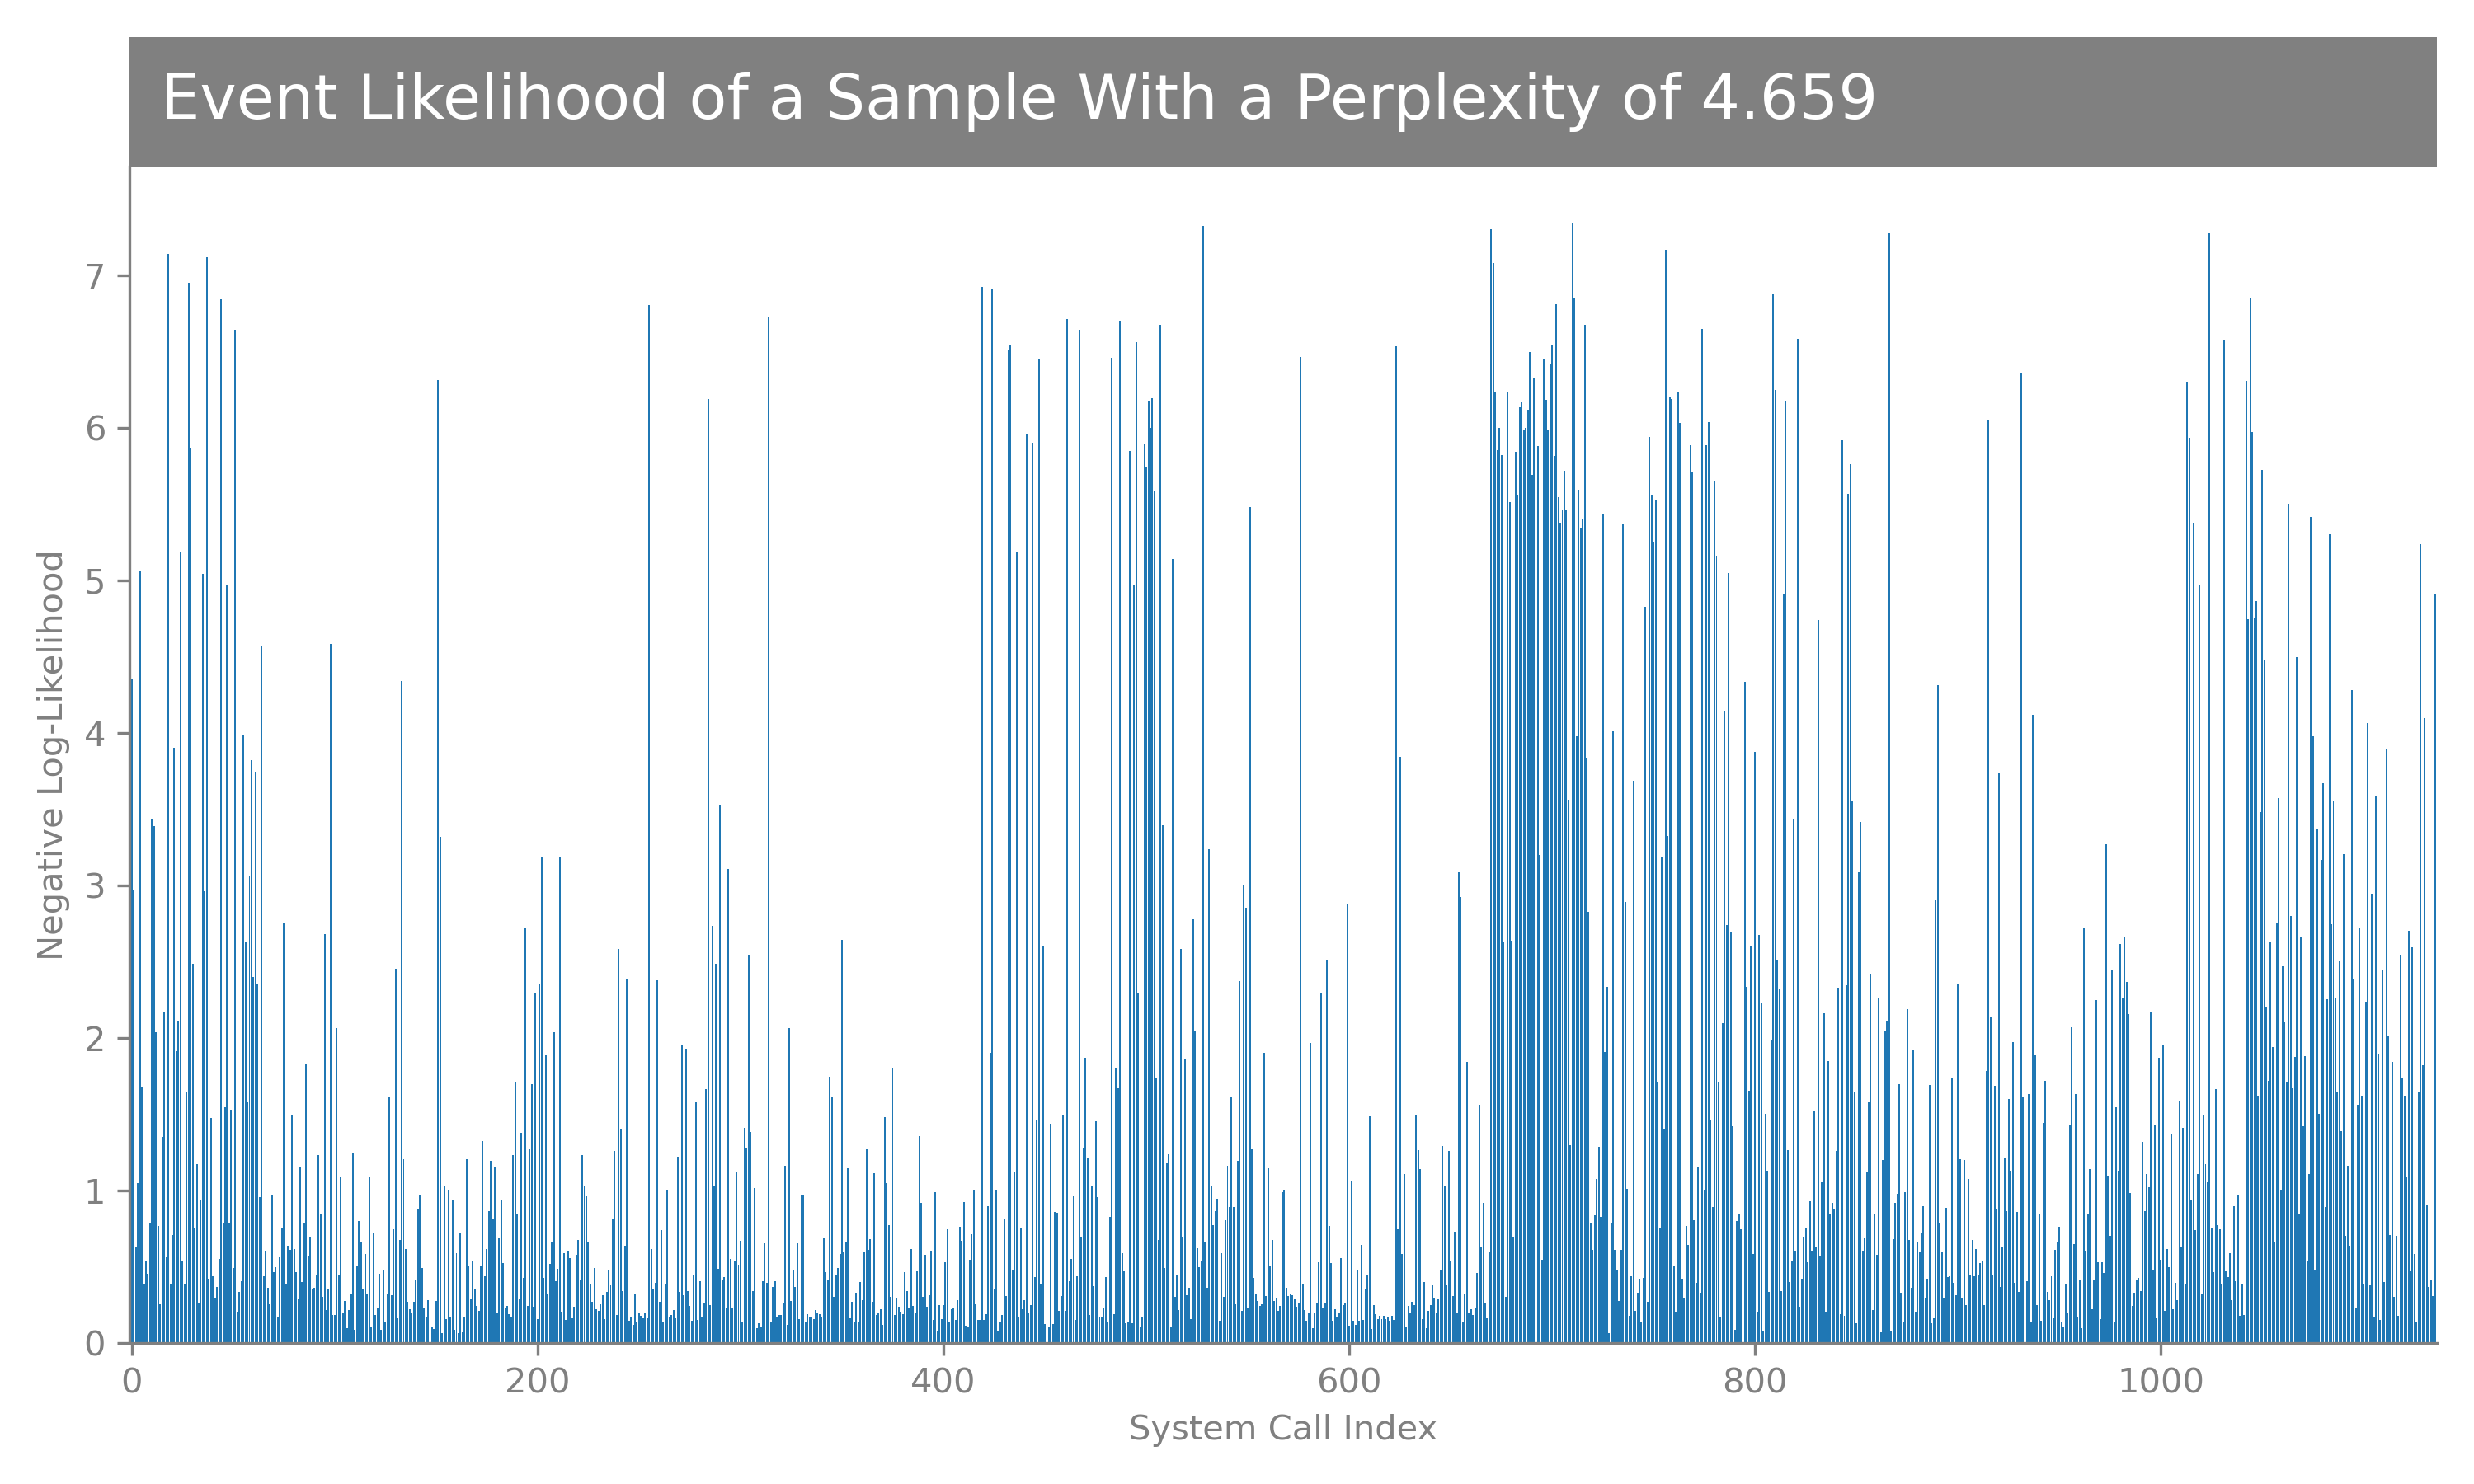 Event Likelihood of a Sample With a Perplexity of 4.659
Negative Log-Likelihood
7
6
5
4
3
2
1
0
0 200 400 600 800 1000
System Call Index